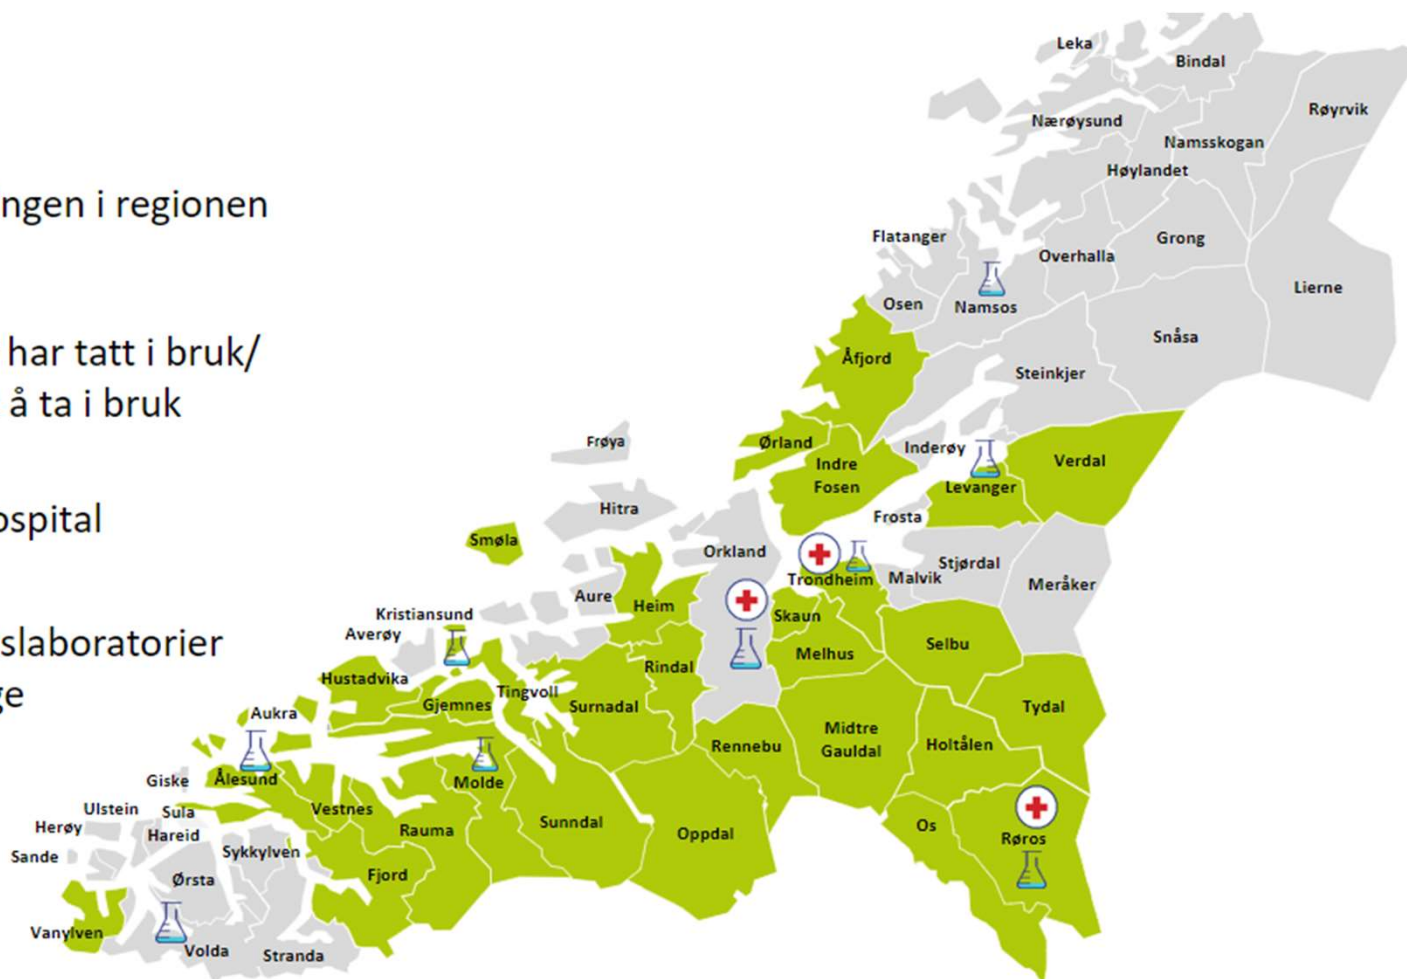 ngen i regionen
har tatt i bruk/
å ta i bruk
ospital
slaboratorier
ge
Leka
Bindal
Røyrvik
Nærøysund
Namsskogan
Høylandet
Flatanger
Grong
Overhalla
Lierne
Osen
Namsos
Snåsa
Åfjord
Steinkjer
Frøya
Ørland
Inderøy
Verdal
Indre
Fosen
Levanger
Hitra
Frosta
Smøla
Orkland
Stjørdal
Trondheim
Malvik
Meråker
Aure
Heim
Kristiansund
Skaun
Averøy
Selbu
Melhus
Rindal
Hustadvika
Tingvoll
Gjemnes
Surnadal
Tydal
Aukra
Midtre
Gauldal
Rennebu
Holtålen
Giske
Ålesund
Molde
Ulstein
Sula
Vestnes
Herøy
Hareid
Rauma
Sunndal
Oppdal
Os
Røros
Sande
Sykkylven
Ørsta
Fjord
Vanylven
Volda
Stranda